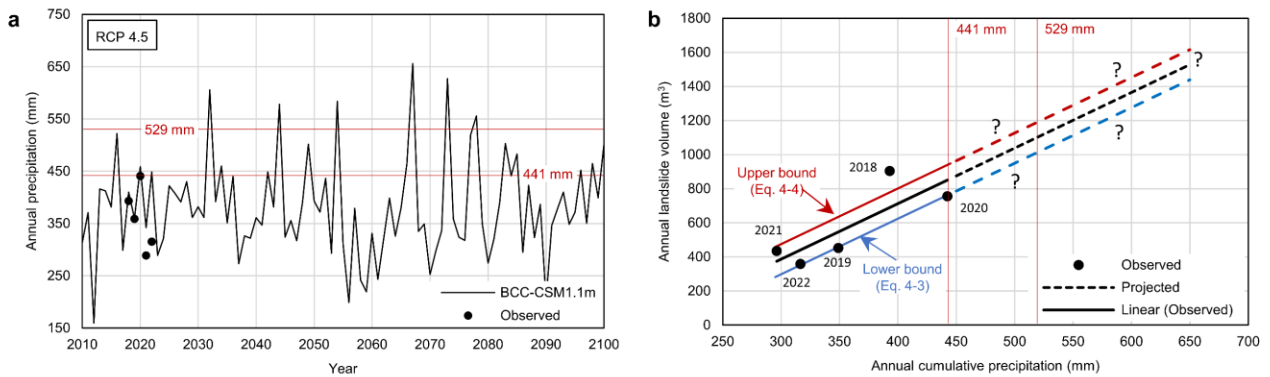 a
RCP 4.5
750
650
550
450
350
250
150
Annual precipitation (mm)
529 mm
441 mm
BCC-CSM1.1m
Observed
2010 2020 2030 2040 2050 2060 2070 2080 2090 2100
Year
b
441 mm
529 mm
1800
1600
1400
1200
1000
800
600
400
200
0
Annual landslide volume (m³)
?
?
?
?
?
2018
Upper bound
(Eq. 4-4)
2021
2020
2019
2022
Lower bound
(Eq. 4-3)
Observed
Projected
Linear (Observed)
250 300 350 400 450 500 550 600 650 700
Annual cumulative precipitation (mm)